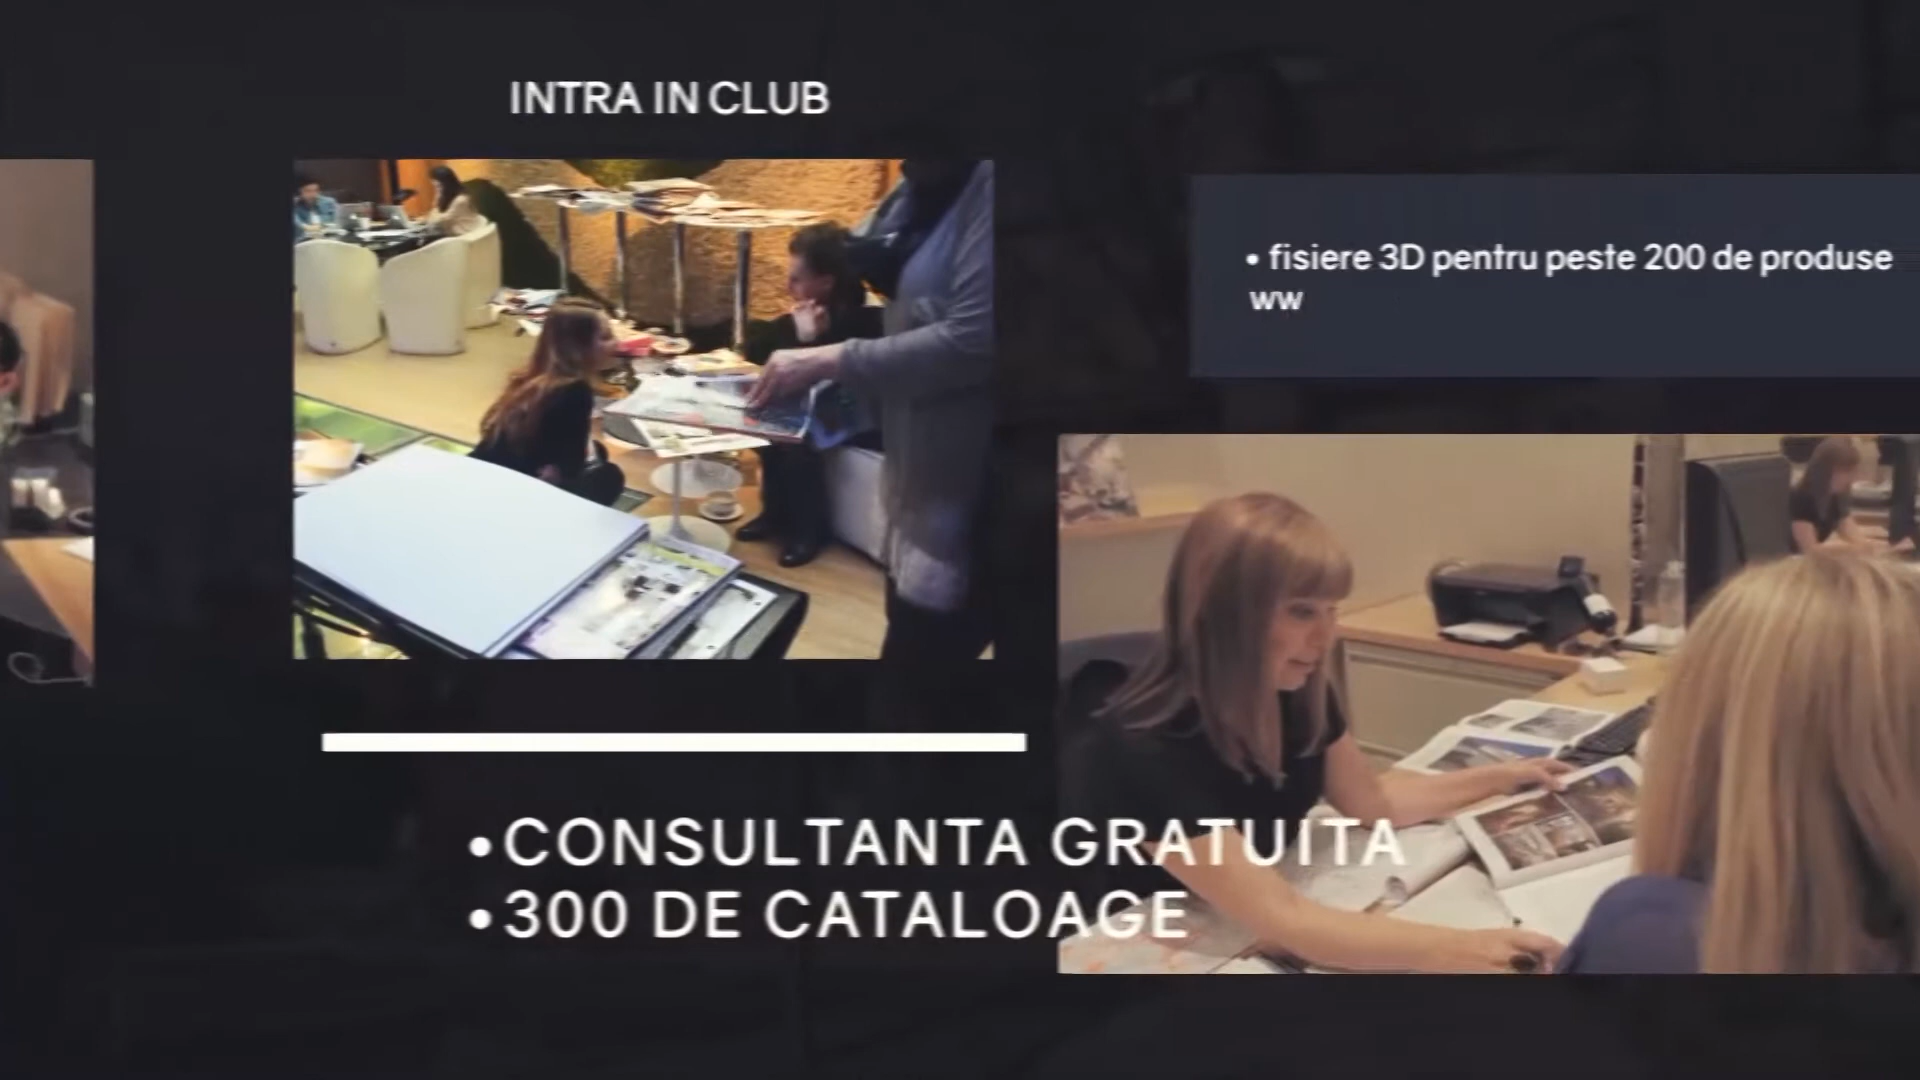 INTRA IN CLUB
• fisiere 3D pentru peste 200 de produse
ww
•CONSULTANTA GRATUITA
•300 DE CATALOAGE